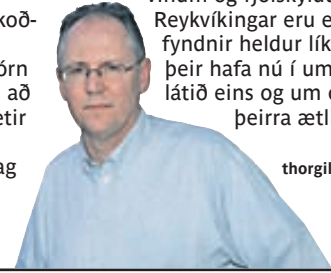 koð-
órn
að
etir
ag
vinum og fjölskyld
Reykvíkingar eru e
fyndnir heldur lík
þeir hafa nú í um
látið eins og um
þeirra ætl
thorgil